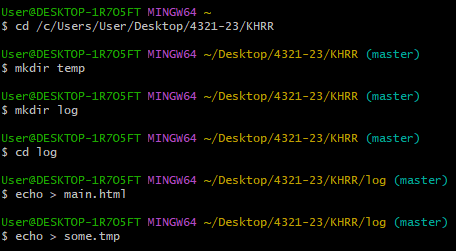 User@DESKTOP-1R7O5FT MINGW64 ~
$ cd /c/Users/User/Desktop/4321-23/KHRR
User@DESKTOP-1R7O5FT MINGW64 ~/Desktop/4321-23/KHRR (master)
$ mkdir temp
User@DESKTOP-1R7O5FT MINGW64 ~/Desktop/4321-23/KHRR (master)
$ mkdir log
User@DESKTOP-1R7O5FT MINGW64 ~/Desktop/4321-23/KHRR (master)
$ cd log
User@DESKTOP-1R7O5FT MINGW64 ~/Desktop/4321-23/KHRR/log (master)
$ echo > main.html
User@DESKTOP-1R7O5FT MINGW64 ~/Desktop/4321-23/KHRR/log (master)
$ echo > some.tmp